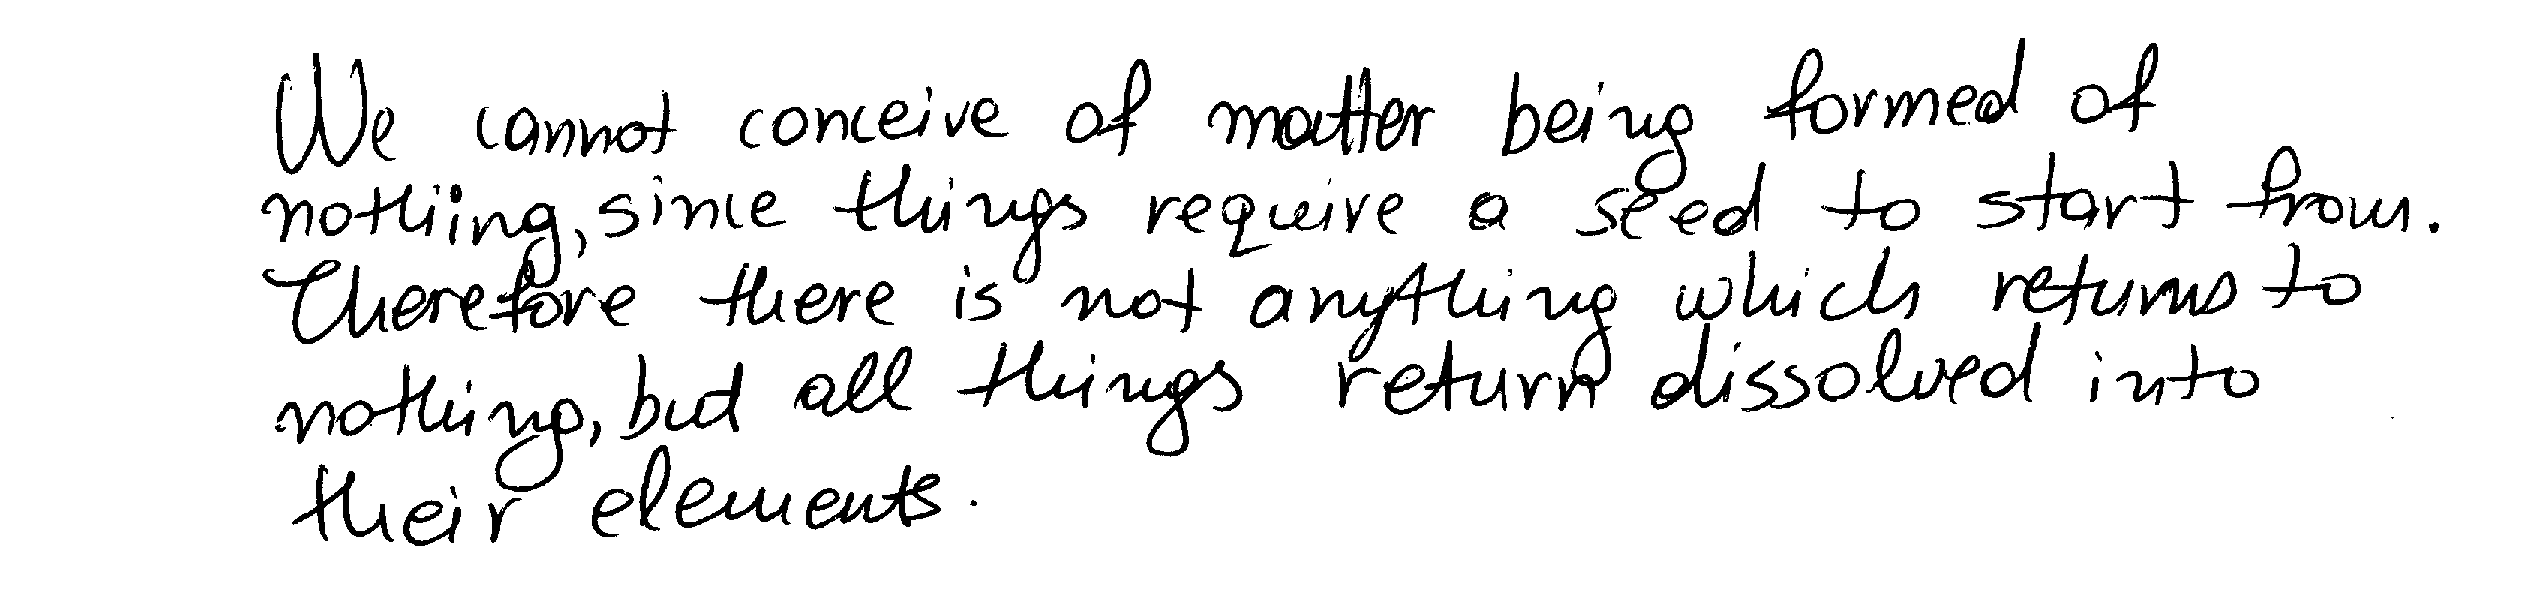 We cannot conceive of matter being formed of
nothing, since things require a seed to start from.
Therefore there is not anything which returns to
nothing, but all things return dissolved into
their elements.